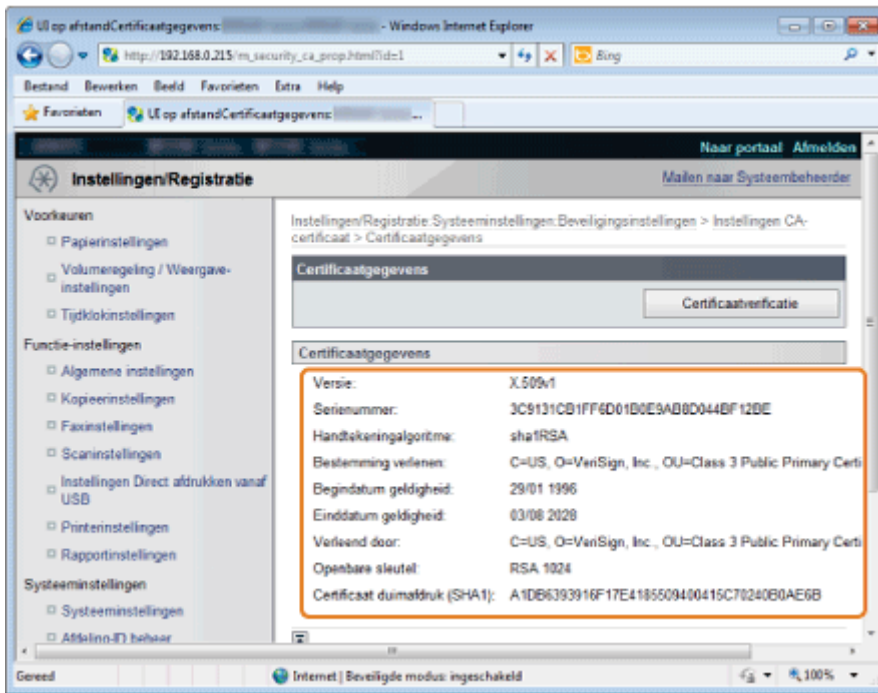 UI op afstandCertificaatgegevens: - Windows Internet Explorer
http://192.168.0.215/m_security_ca_prop.html?id=1
Bing
Bestand Bewerken Beeld Favorieten Extra Help
Favorieten UI op afstandCertificaatgegevens: ...
Naar portaal Afmelden
Instellingen/Registratie
Mailen naar Systeembeheerder
Voorkeuren
Papierinstellingen
Volumeregeling / Weergave-
instellingen
Tijdklokinstellingen
Functie-instellingen
Algemene instellingen
Kopieerinstellingen
Faxinstellingen
Scaninstellingen
Instellingen Direct afdrukken vanaf
USB
Printerinstellingen
Rapportinstellingen
Systeeminstellingen
Systeeminstellingen
Afdeling-ID beheer
Instellingen/Registratie:Systeeminstellingen:Beveiligingsinstellingen > Instellingen CA-
certificaat > Certificaatgegevens
Certificaatgegevens
Certificaatverificatie
Certificaatgegevens
Versie: X.509v1
Serienummer: 3C9131CB1FF6D01B0E9AB8D044BF12BE
Handtekeningalgoritme: sha1RSA
Bestemming verlenen: C=US, O=VeriSign, Inc., OU=Class 3 Public Primary Certi
Begindatum geldigheid: 29/01 1996
Einddatum geldigheid: 03/08 2028
Verleend door: C=US, O=VeriSign, Inc., OU=Class 3 Public Primary Certi
Openbare sleutel: RSA 1024
Certificaat duimafdruk (SHA1): A1DB6393916F17E4185509400415C70240B0AE6B
Gereed Internet | Beveiligde modus: ingeschakeld 100%